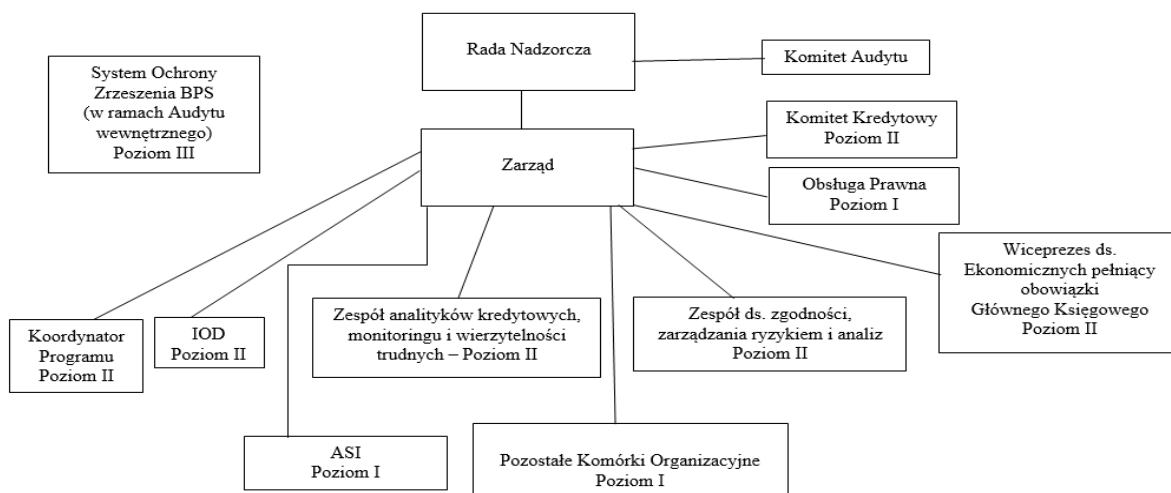 Rada Nadzorcza
Komitet Audytu
System Ochrony
Zrzeszenia BPS
(w ramach Audytu
wewnętrznego)
Poziom III
Komitet Kredytowy
Poziom II
Zarząd
Obsługa Prawna
Poziom I
Wiceprezes ds.
Ekonomicznych pełniący
obowiązki
Głównego Księgowego
Poziom II
Koordynator
Programu
Poziom II
IOD
Poziom II
Zespół analityków kredytowych,
monitoringu i wierzytelności
trudnych – Poziom II
Zespół ds. zgodności,
zarządzania ryzykiem i analiz
Poziom II
ASI
Poziom I
Pozostałe Komórki Organizacyjne
Poziom I